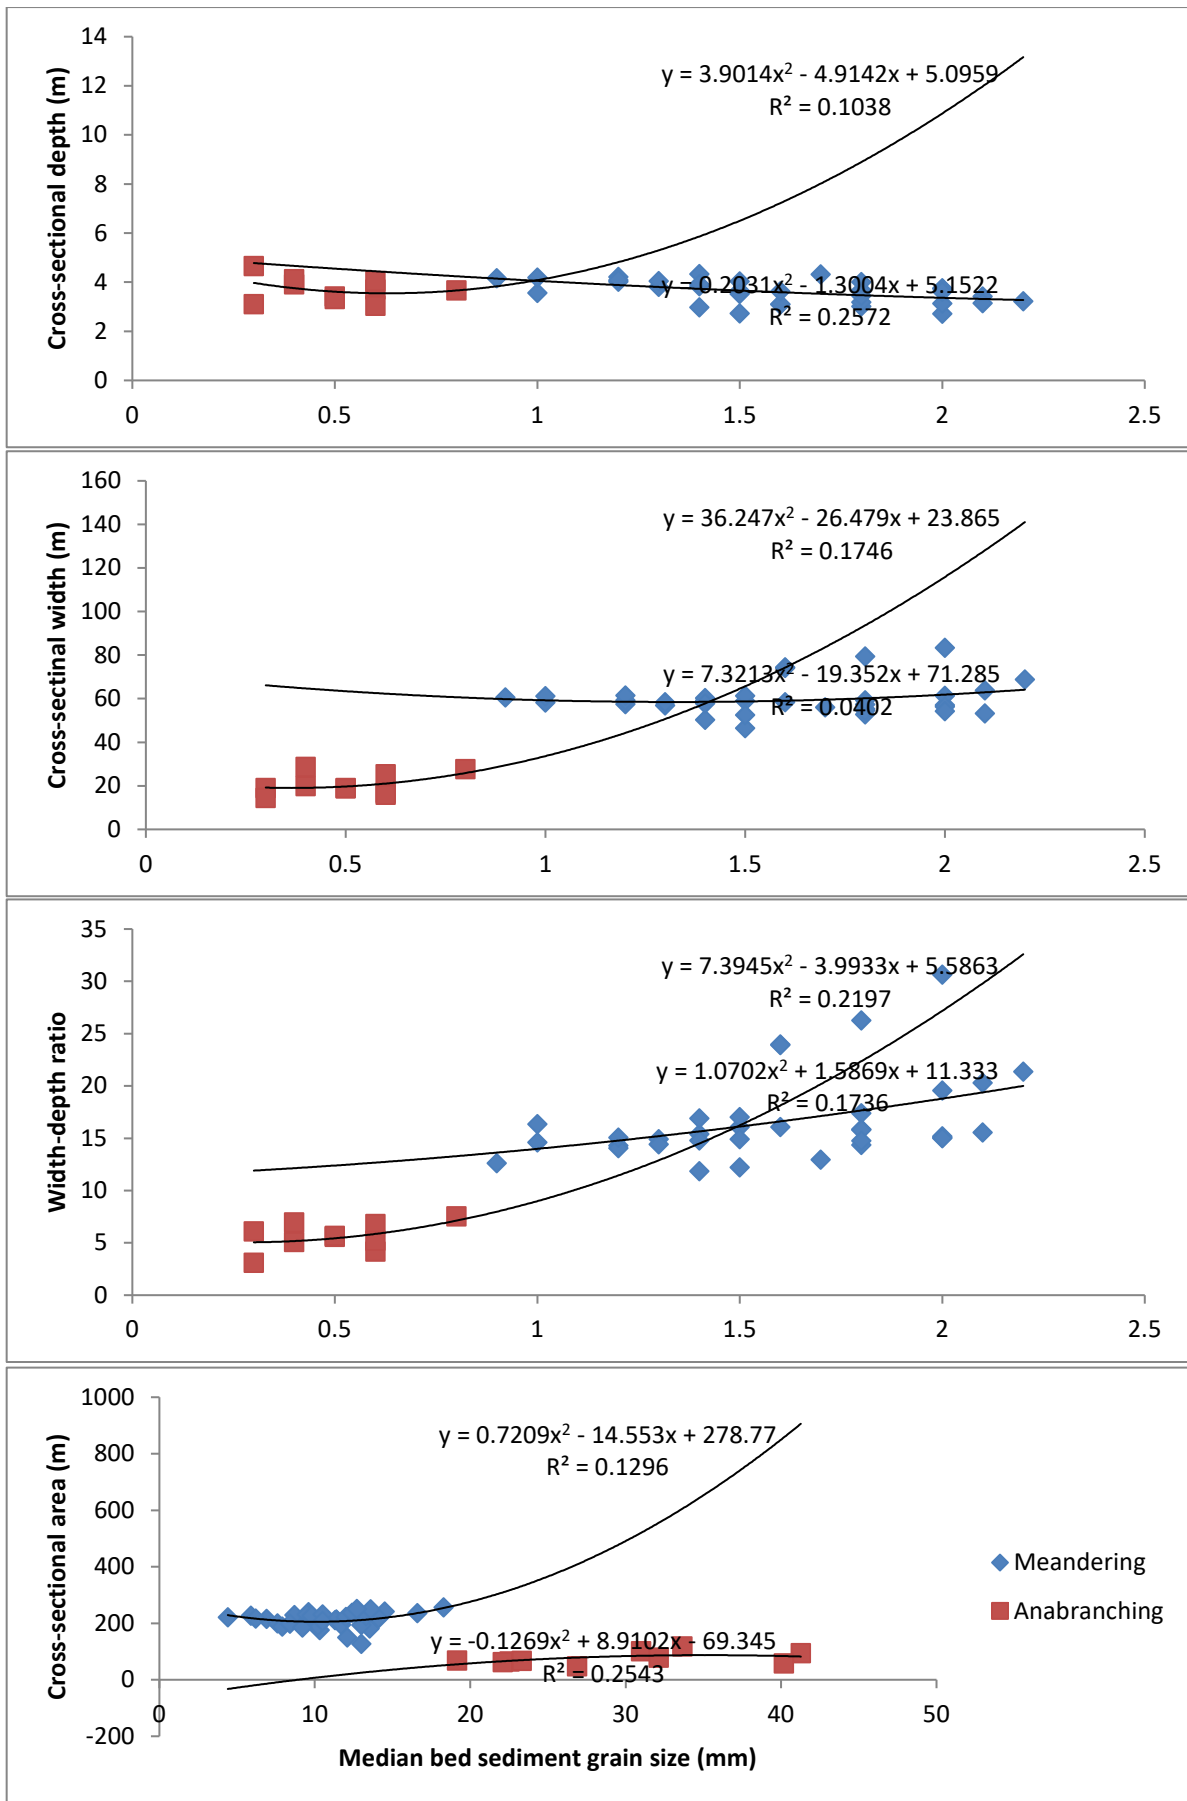 14
12
10
8
6
4
2
0
Cross-sectional depth (m)
y = 3.9014x² - 4.9142x + 5.0959
R² = 0.1038
y = 0.2031x² - 1.3004x + 5.1522
R² = 0.2572
0 0.5 1 1.5 2 2.5
160
140
120
100
80
60
40
20
0
Cross-sectinal width (m)
y = 36.247x² - 26.479x + 23.865
R² = 0.1746
y = 7.3213x² - 19.352x + 71.285
R² = 0.0402
0 0.5 1 1.5 2 2.5
35
30
25
20
15
10
5
0
Width-depth ratio
y = 7.3945x² - 3.9933x + 5.5863
R² = 0.2197
y = 1.0702x² + 1.5869x + 11.333
R² = 0.1736
0 0.5 1 1.5 2 2.5
1000
800
600
400
200
0
-200
Cross-sectional area (m)
y = 0.7209x² - 14.553x + 278.77
R² = 0.1296
y = -0.1269x² + 8.9102x - 69.345
R² = 0.2543
0 10 20 30 40 50
Median bed sediment grain size (mm)
Meandering
Anabranching